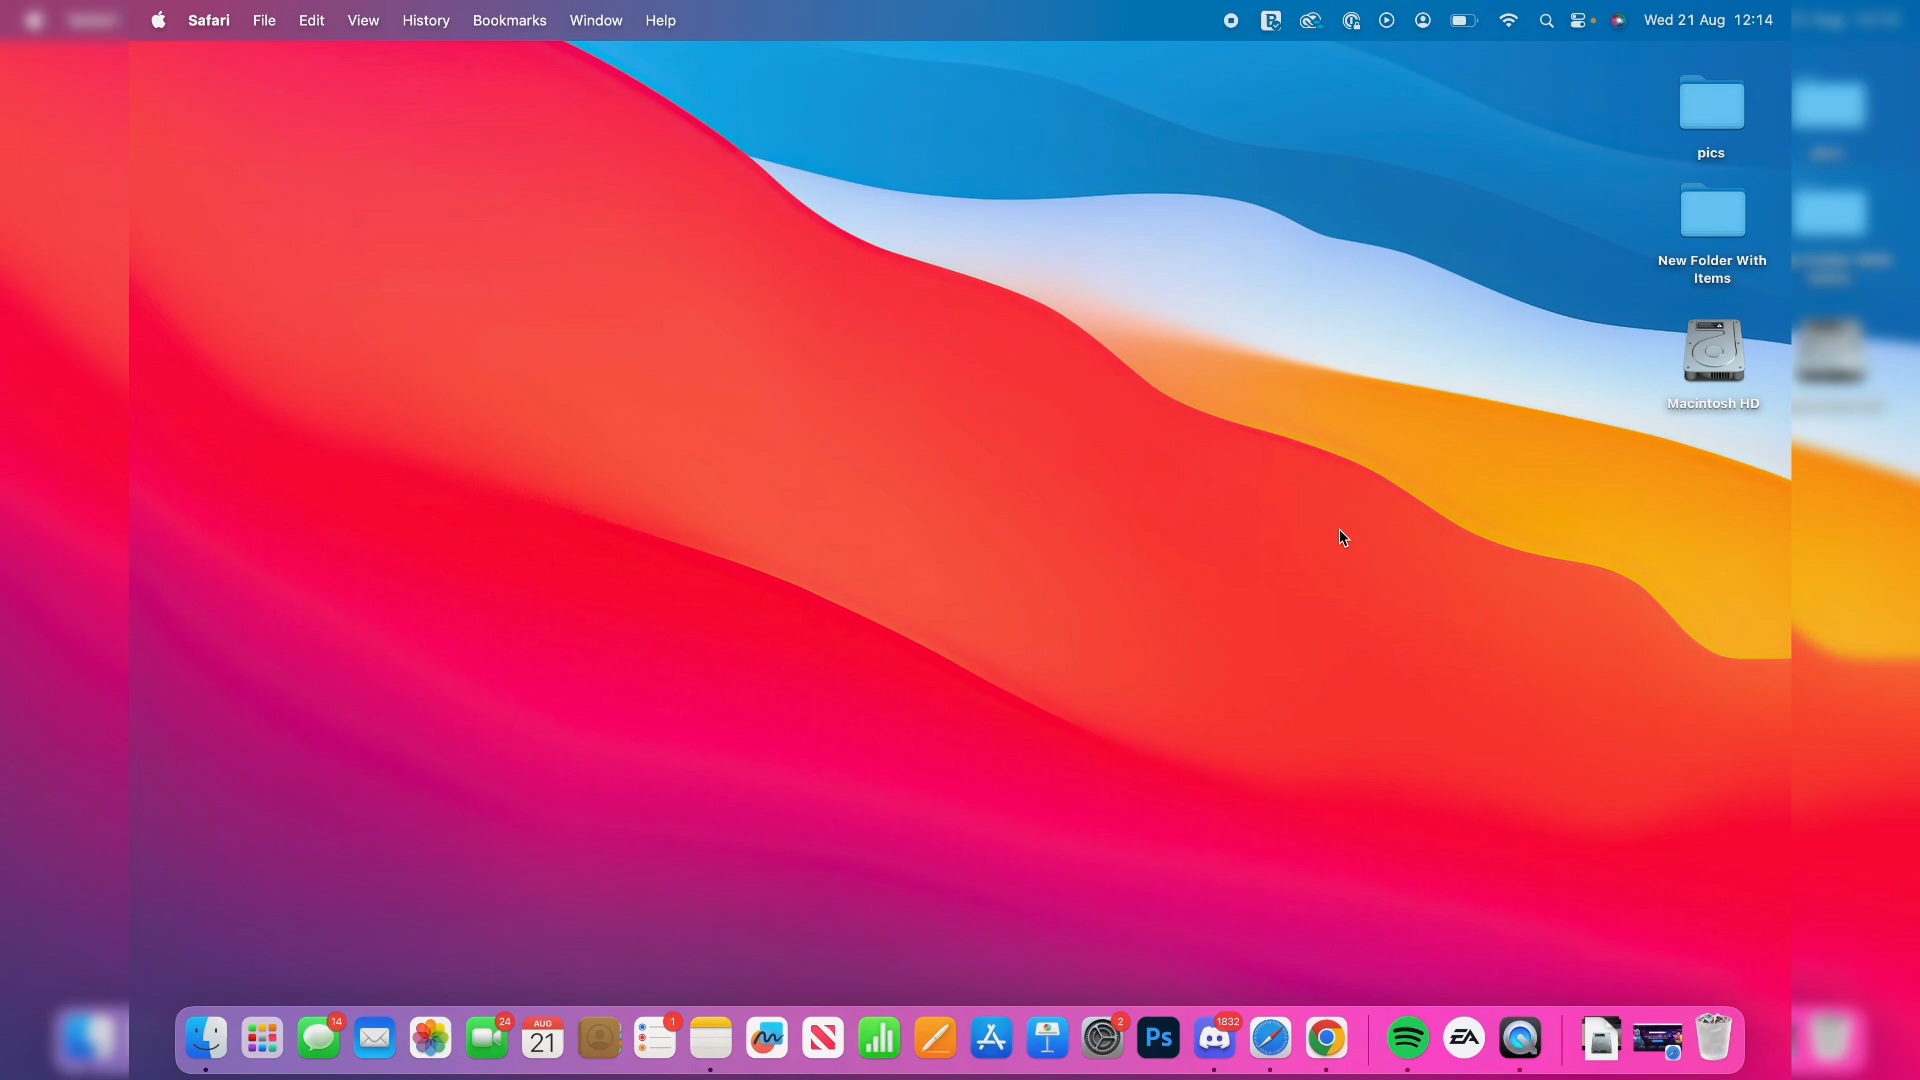 Safari File Edit View History Bookmarks Window Help Wed 21 Aug 12:14
pics
New Folder With
Items
Macintosh HD
14
24
AUG
21
1
2
Ps
1832
EA